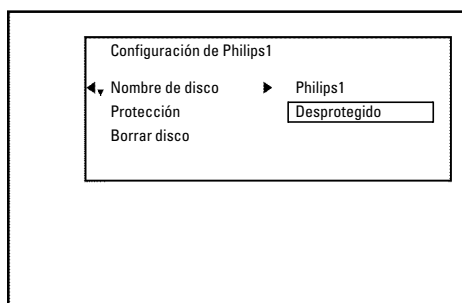 Configuración de Philips1
Nombre de disco Philips1
Protección Desprotegido
Borrar disco